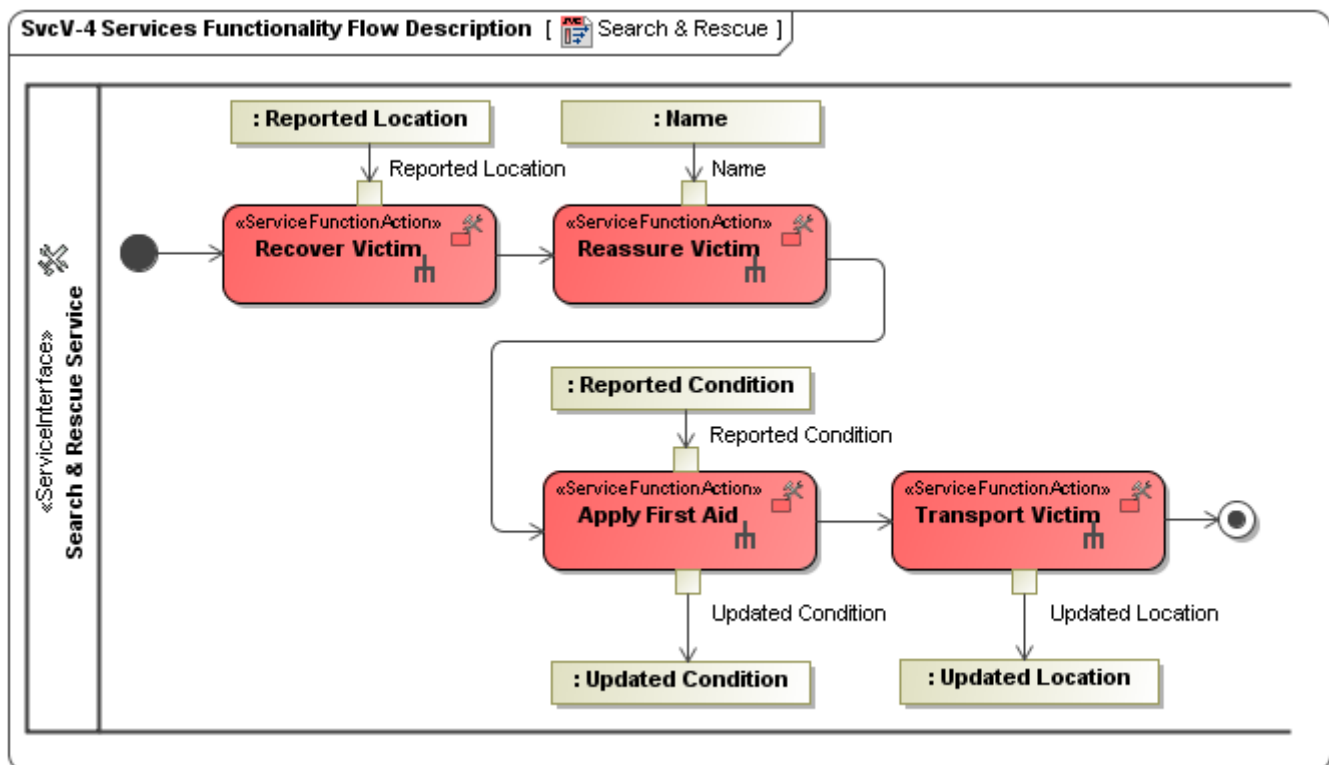 SvcV-4 Services Functionality Flow Description [ Search & Rescue ]
«ServiceInterface»
Search & Rescue Service
: Reported Location
: Name
Reported Location
Name
«ServiceFunctionAction»
Recover Victim
«ServiceFunctionAction»
Reassure Victim
: Reported Condition
Reported Condition
«ServiceFunctionAction»
Apply First Aid
«ServiceFunctionAction»
Transport Victim
Updated Condition
Updated Location
: Updated Condition
: Updated Location